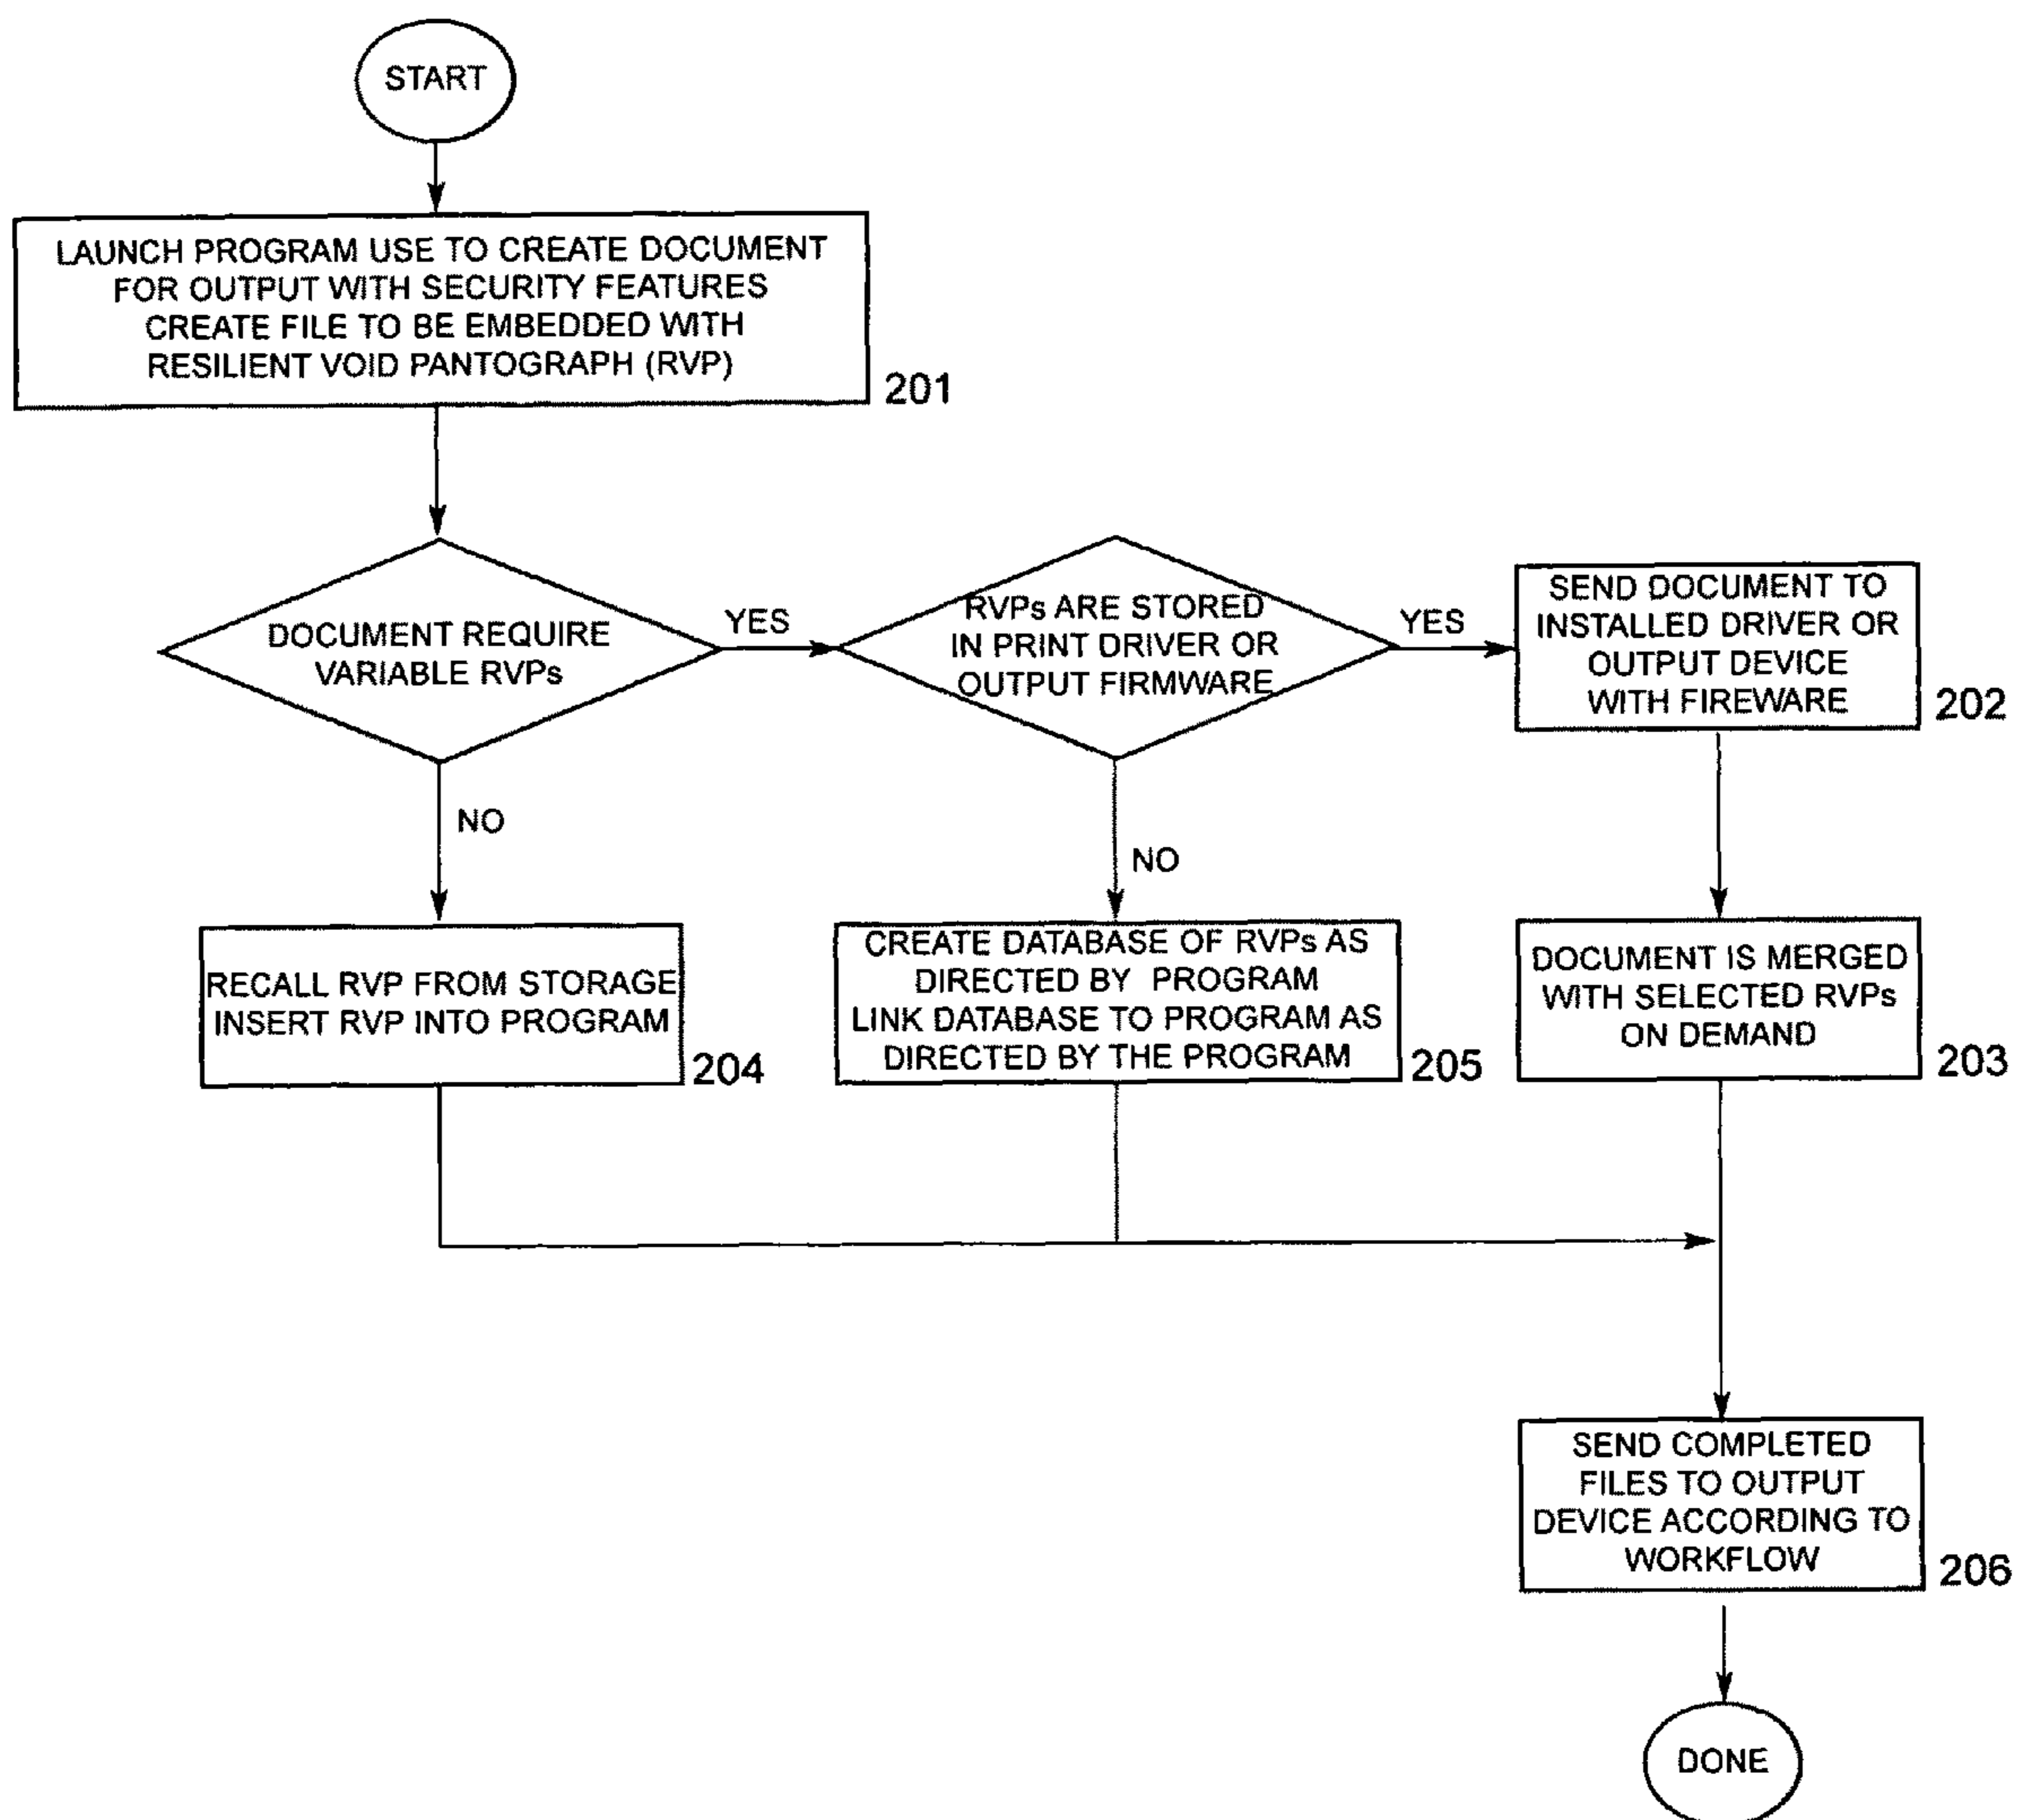 START
LAUNCH PROGRAM USE TO CREATE DOCUMENT
FOR OUTPUT WITH SECURITY FEATURES
CREATE FILE TO BE EMBEDDED WITH
RESILIENT VOID PANTOGRAPH (RVP)
201
DOCUMENT REQUIRE
VARIABLE RVPs
YES
RVPs ARE STORED
IN PRINT DRIVER OR
OUTPUT FIRMWARE
YES
SEND DOCUMENT TO
INSTALLED DRIVER OR
OUTPUT DEVICE
WITH FIREWARE
202
NO
NO
RECALL RVP FROM STORAGE
INSERT RVP INTO PROGRAM
204
CREATE DATABASE OF RVPs AS
DIRECTED BY PROGRAM
LINK DATABASE TO PROGRAM AS
DIRECTED BY THE PROGRAM
205
DOCUMENT IS MERGED
WITH SELECTED RVPs
ON DEMAND
203
SEND COMPLETED
FILES TO OUTPUT
DEVICE ACCORDING TO
WORKFLOW
206
DONE